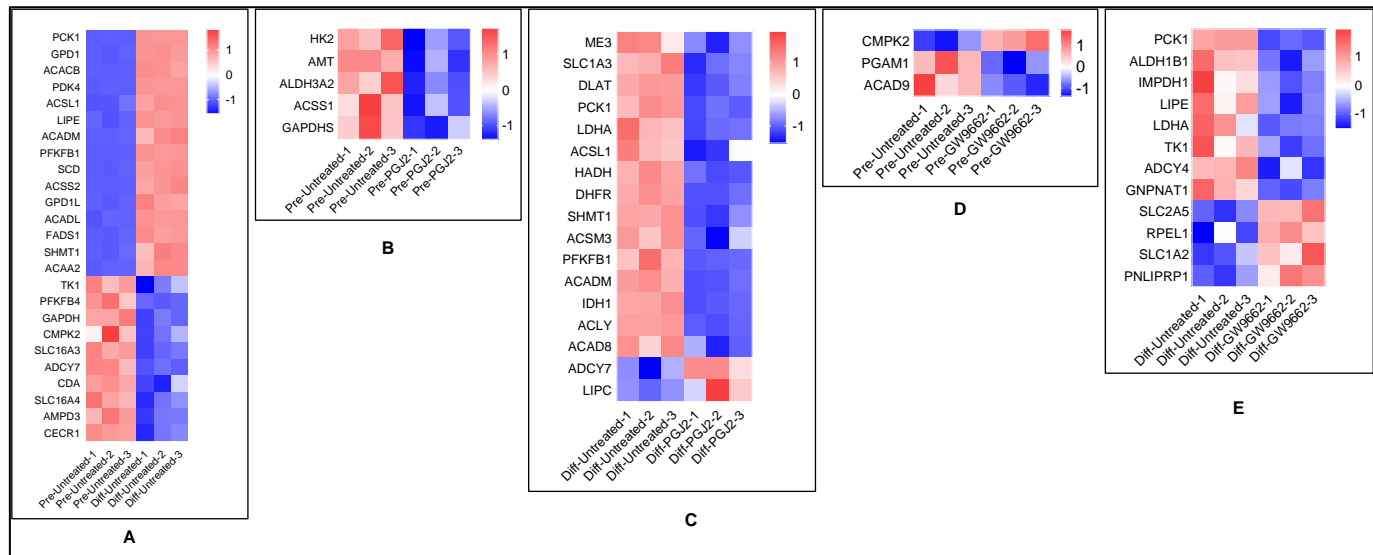 PCK1
GPD1
ACACB
PDK4
ACSL1
LIPE
ACADM
PFKFB1
SCD
ACSS2
GPD1L
ACADL
FADS1
SHMT1
ACAA2
TK1
PFKFB4
GAPDH
CMPK2
SLC16A3
ADCY7
CDA
SLC16A4
AMPD3
CECR1
1
0
-1
Pre-Untreated-1
Pre-Untreated-2
Pre-Untreated-3
Diff-Untreated-1
Diff-Untreated-2
Diff-Untreated-3
A
HK2
AMT
ALDH3A2
ACSS1
GAPDHS
1
0
-1
Pre-Untreated-1
Pre-Untreated-2
Pre-Untreated-3
Pre-PGJ2-1
Pre-PGJ2-2
Pre-PGJ2-3
B
ME3
SLC1A3
DLAT
PCK1
LDHA
ACSL1
HADH
DHFR
SHMT1
ACSM3
PFKFB1
ACADM
IDH1
ACLY
ACAD8
ADCY7
LIPC
1
0
-1
Diff-Untreated-1
Diff-Untreated-2
Diff-Untreated-3
Diff-PGJ2-1
Diff-PGJ2-2
Diff-PGJ2-3
C
CMPK2
PGAM1
ACAD9
1
0
-1
Pre-Untreated-1
Pre-Untreated-2
Pre-Untreated-3
Pre-GW9662-1
Pre-GW9662-2
Pre-GW9662-3
D
PCK1
ALDH1B1
IMPDH1
LIPE
LDHA
TK1
ADCY4
GNPNAT1
SLC2A5
RPEL1
SLC1A2
PNLIPRP1
1
0
-1
Diff-Untreated-1
Diff-Untreated-2
Diff-Untreated-3
Diff-GW9662-1
Diff-GW9662-2
Diff-GW9662-3
E